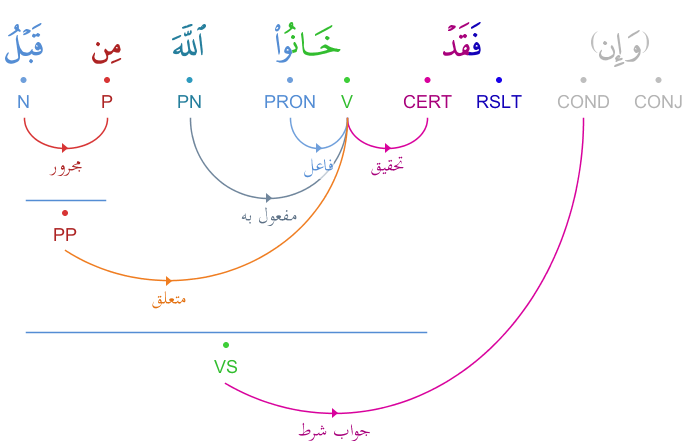 (وَإِن) فَقَدْ خَانُوا۟ ٱللَّهَ مِن قَبْلُ
CONJ COND RSLT CERT V PRON PN P N
مجرور فاعل تحقيق
مفعول به
PP
متعلق
VS
جواب شرط